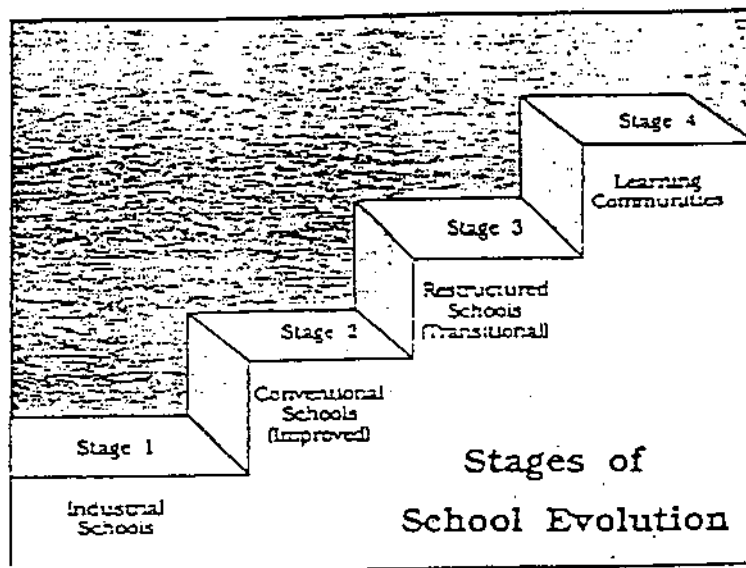 Stage 4
Learning
Communities
Stage 3
Restructured
Schools
(Transitional)
Stage 2
Conventional
Schools
(Improved)
Stage 1
Industrial
Schools
Stages of
School Evolution